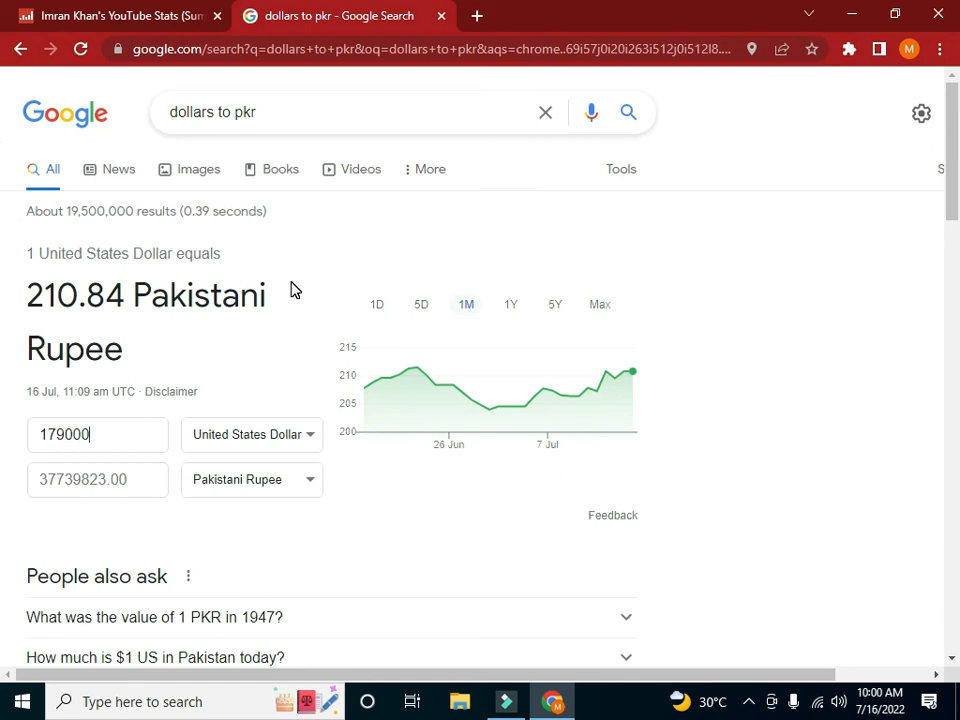 Imran Khan's YouTube Stats (Sum
dollars to pkr - Google Search
google.com/search?q=dollars+to+pkr&oq=dollars+to+pkr&aqs=chrome..69i57j0i20i263i512j0i512l8....
M
Google
dollars to pkr
All
News
Images
Books
Videos
More
Tools
S
About 19,500,000 results (0.39 seconds)
1 United States Dollar equals
210.84 Pakistani
Rupee
16 Jul, 11:09 am UTC · Disclaimer
179000
United States Dollar
37739823.00
Pakistani Rupee
1D 5D 1M 1Y 5Y Max
215
210
205
200
26 Jun 7 Jul
Feedback
People also ask
What was the value of 1 PKR in 1947?
How much is $1 US in Pakistan today?
Type here to search
30°C
10:00 AM
7/16/2022